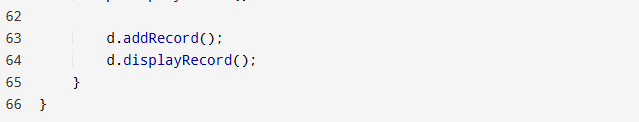 62
63 d.addRecord();
64 d.displayRecord();
65 }
66 }